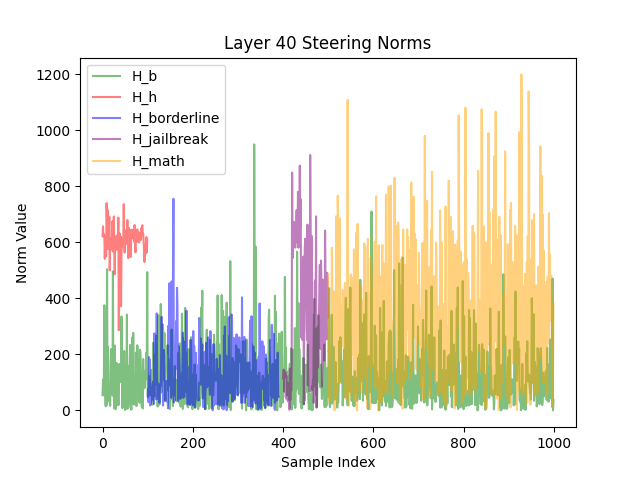 Layer 40 Steering Norms
H_b
H_h
H_borderline
H_jailbreak
H_math
Norm Value
1200
1000
800
600
400
200
0
0
200
400
600
800
1000
Sample Index